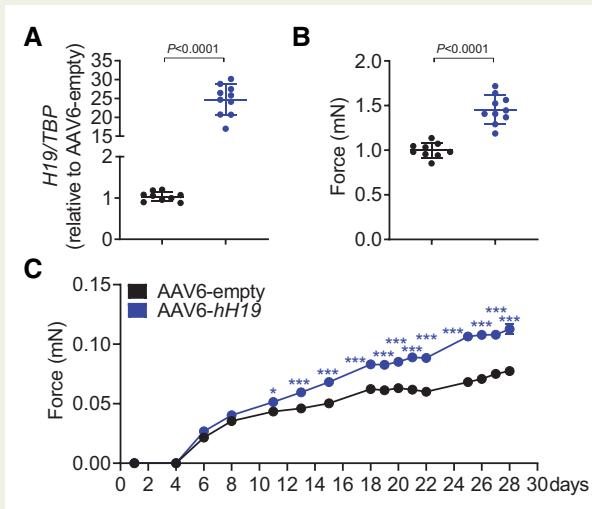 A
B
P<0.0001
P<0.0001
H19/TBP
(relative to AAV6-empty)
35
30
25
20
15
2
1
0
Force (mN)
2.0
1.5
1.0
0.5
0.0
C
AAV6-empty
AAV6-hH19
Force (mN)
0.15
0.10
0.05
0.00
* *** *** *** *** *** *** *** *** *** *** ***
0 2 4 6 8 10 12 14 16 18 20 22 24 26 28 30 days